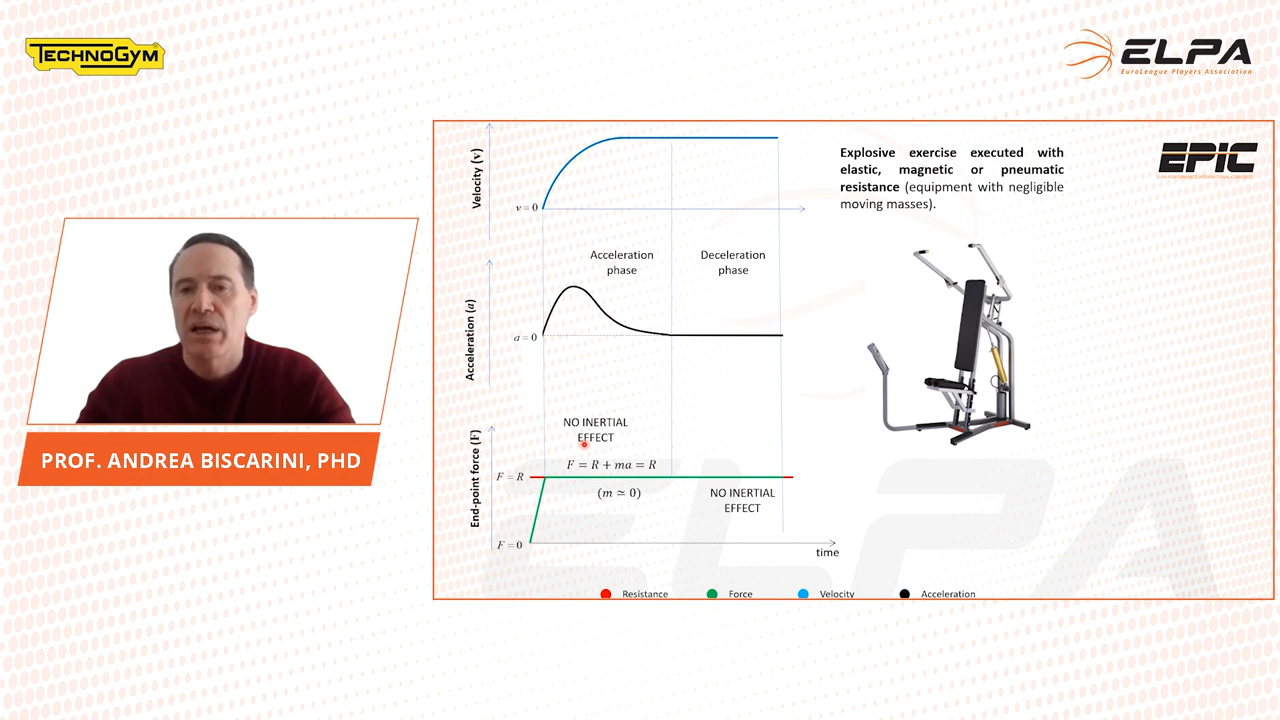 TECHNOGYM
ELPA
EuroLeague Players Association
EPIC
Velocity (v)
v = 0
Explosive exercise executed with
elastic, magnetic or pneumatic
resistance (equipment with negligible
moving masses).
Acceleration
phase
Deceleration
phase
Acceleration (a)
a = 0
NO INERTIAL
EFFECT
F = R + ma = R
End-point force (F)
F = R
(m ≃ 0)
NO INERTIAL
EFFECT
F = 0
time
Resistance
Force
Velocity
Acceleration
ELPA
PROF. ANDREA BISCARINI, PHD